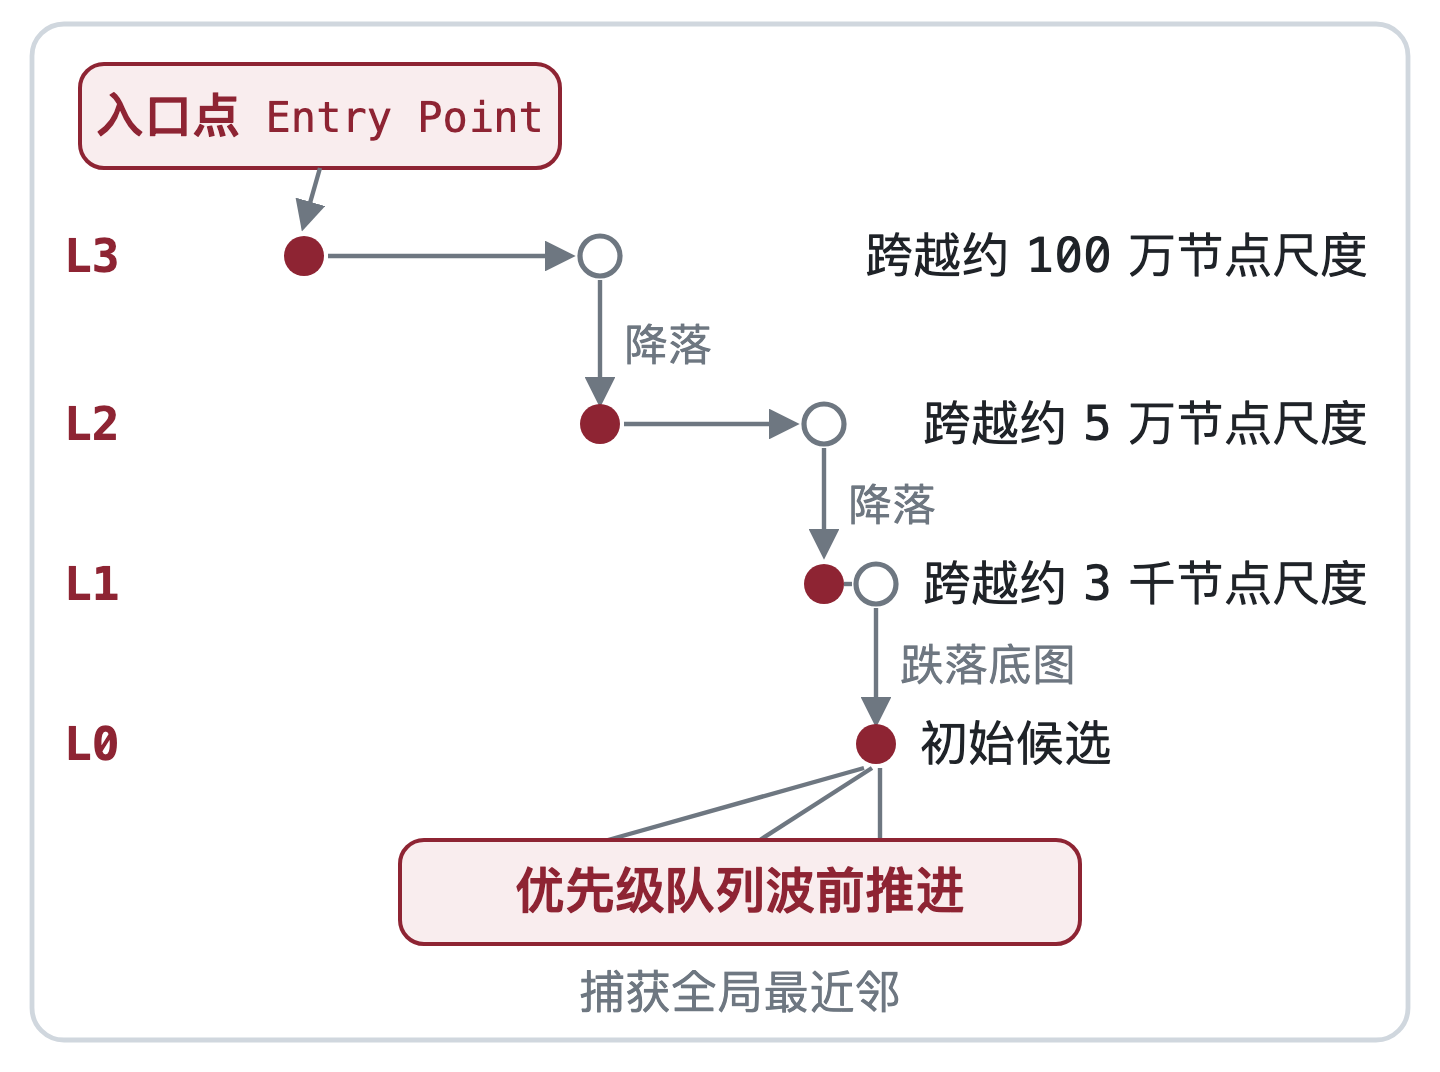 入口点 Entry Point
L3
跨越约 100 万节点尺度
降落
L2
跨越约 5 万节点尺度
降落
L1
跨越约 3 千节点尺度
跌落底图
L0
初始候选
优先级队列波前推进
捕获全局最近邻